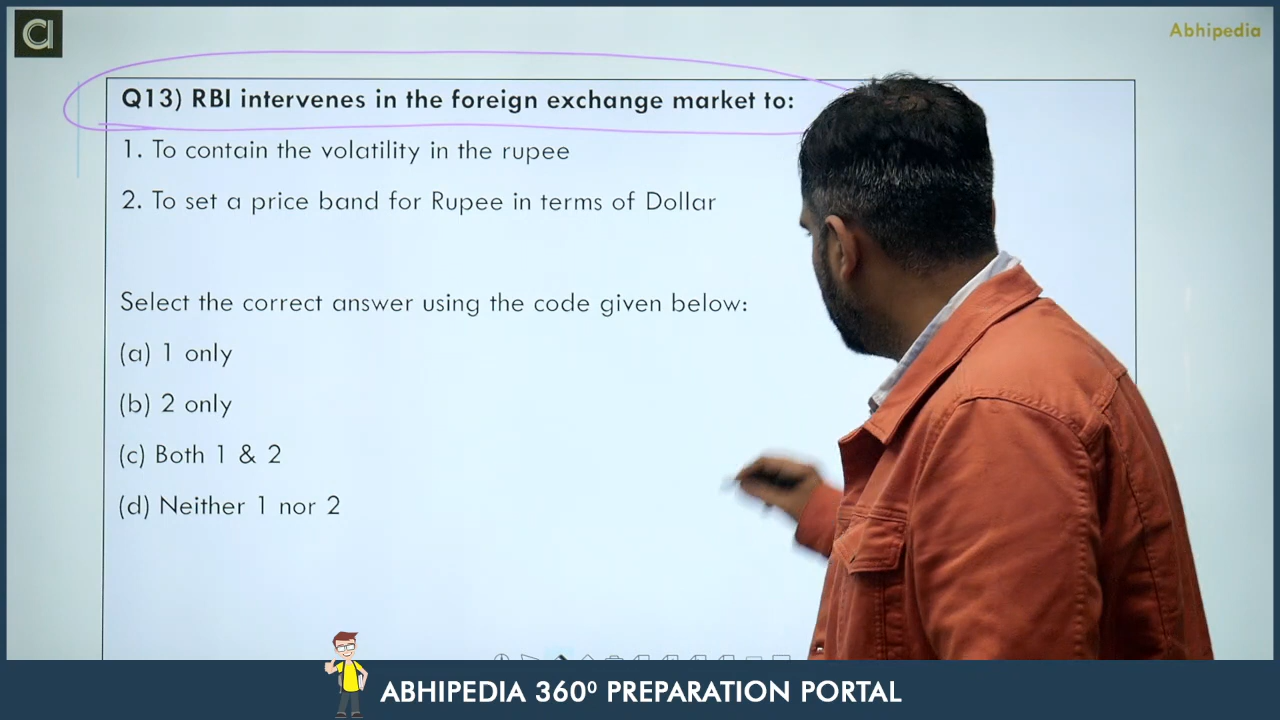 CI
Abhipedia
Q13) RBI intervenes in the foreign exchange market to:
1. To contain the volatility in the rupee
2. To set a price band for Rupee in terms of Dollar
Select the correct answer using the code given below:
(a) 1 only
(b) 2 only
(c) Both 1 & 2
(d) Neither 1 nor 2
ABHIPEDIA 360⁰ PREPARATION PORTAL